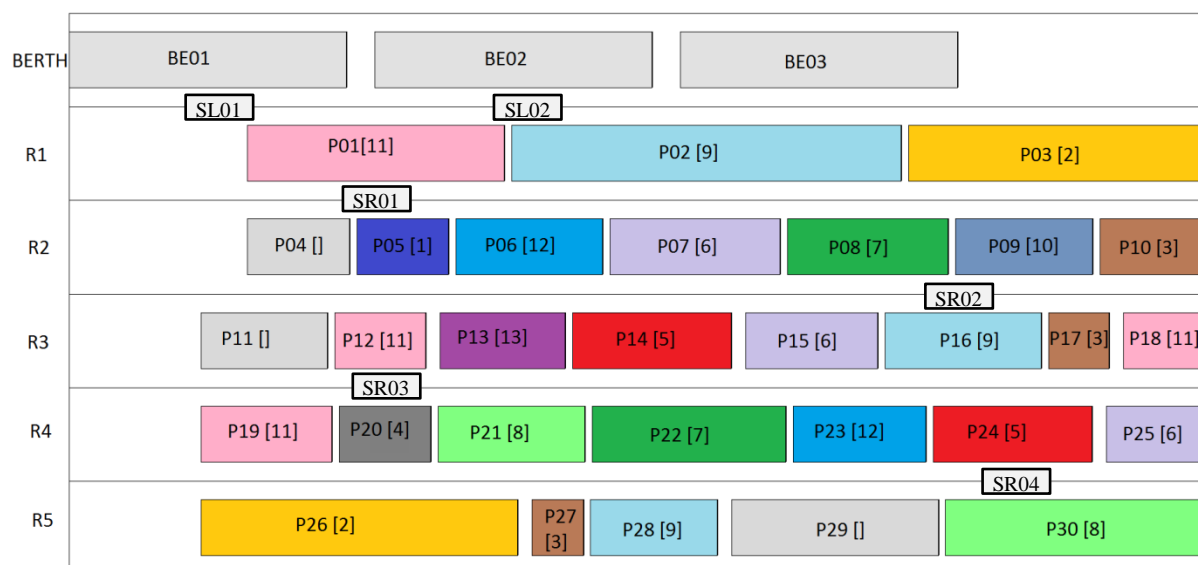 BERTH
BE01
BE02
BE03
SL01
SL02
R1
P01[11]
P02 [9]
P03 [2]
SR01
R2
P04 []
P05 [1]
P06 [12]
P07 [6]
P08 [7]
P09 [10]
P10 [3]
SR02
R3
P11 []
P12 [11]
P13 [13]
P14 [5]
P15 [6]
P16 [9]
P17 [3]
P18 [11]
SR03
R4
P19 [11]
P20 [4]
P21 [8]
P22 [7]
P23 [12]
P24 [5]
P25 [6]
SR04
R5
P26 [2]
P27
[3]
P28 [9]
P29 []
P30 [8]